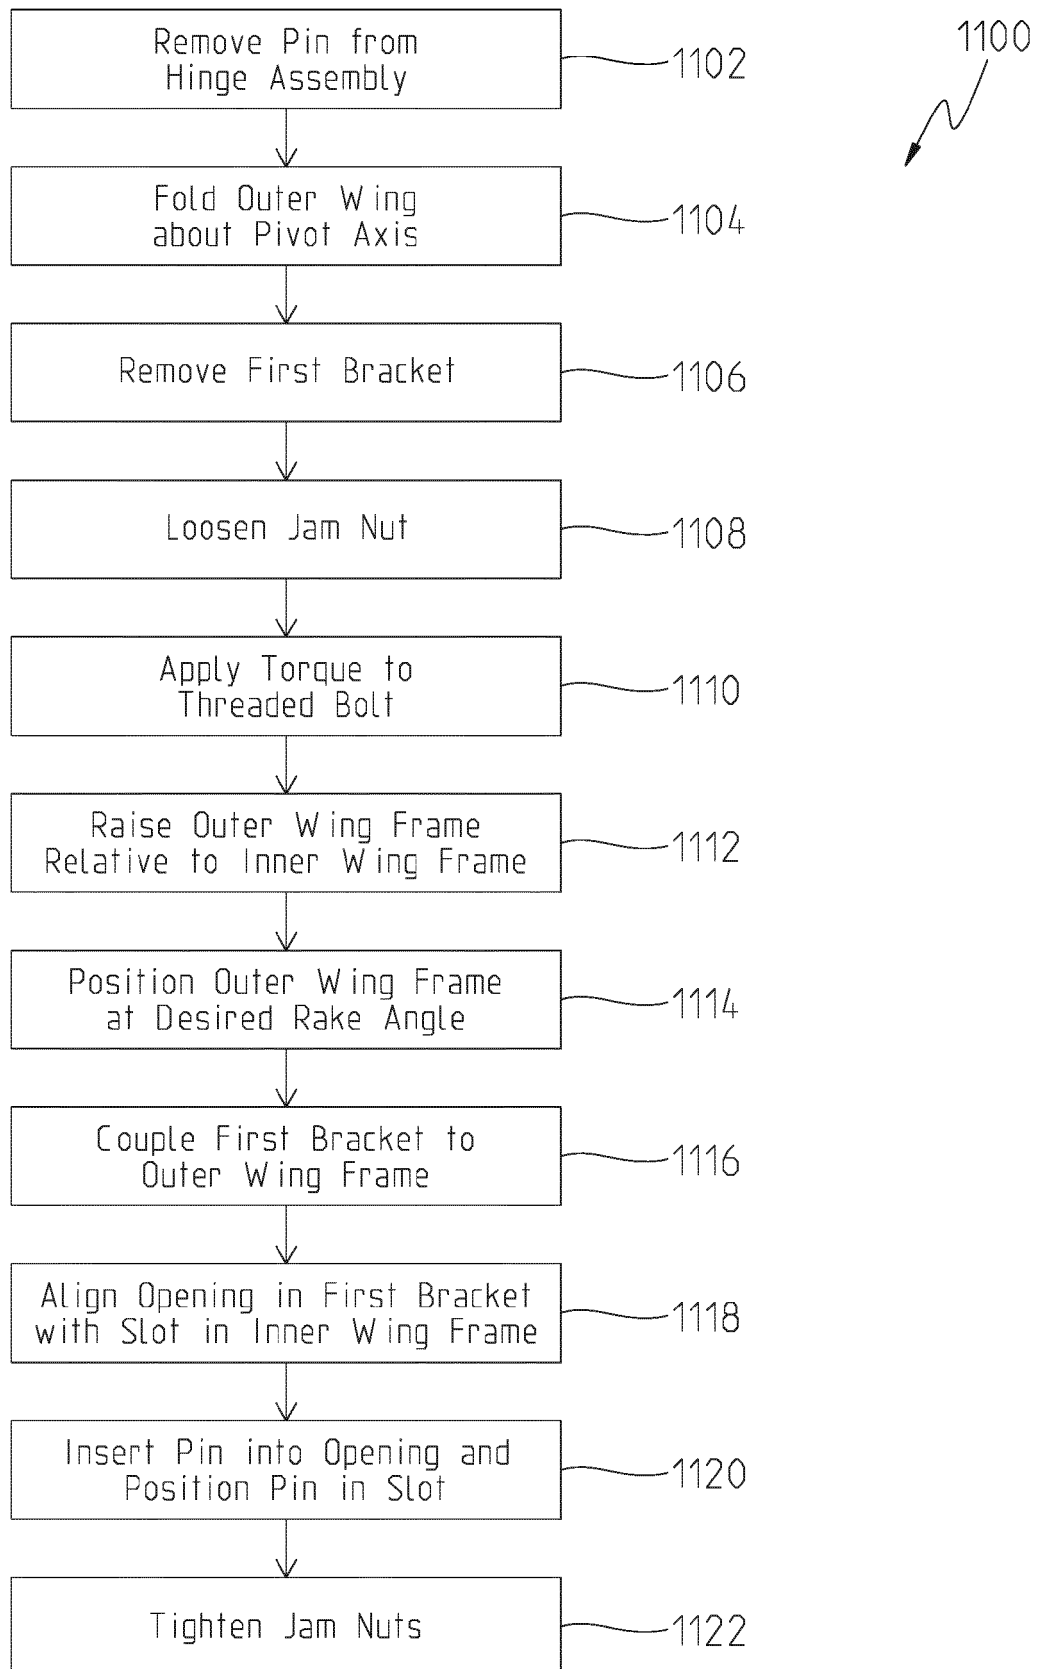 1100
Remove Pin from
Hinge Assembly
1102
Fold Outer Wing
about Pivot Axis
1104
Remove First Bracket
1106
Loosen Jam Nut
1108
Apply Torque to
Threaded Bolt
1110
Raise Outer Wing Frame
Relative to Inner Wing Frame
1112
Position Outer Wing Frame
at Desired Rake Angle
1114
Couple First Bracket to
Outer Wing Frame
1116
Align Opening in First Bracket
with Slot in Inner Wing Frame
1118
Insert Pin into Opening and
Position Pin in Slot
1120
Tighten Jam Nuts
1122